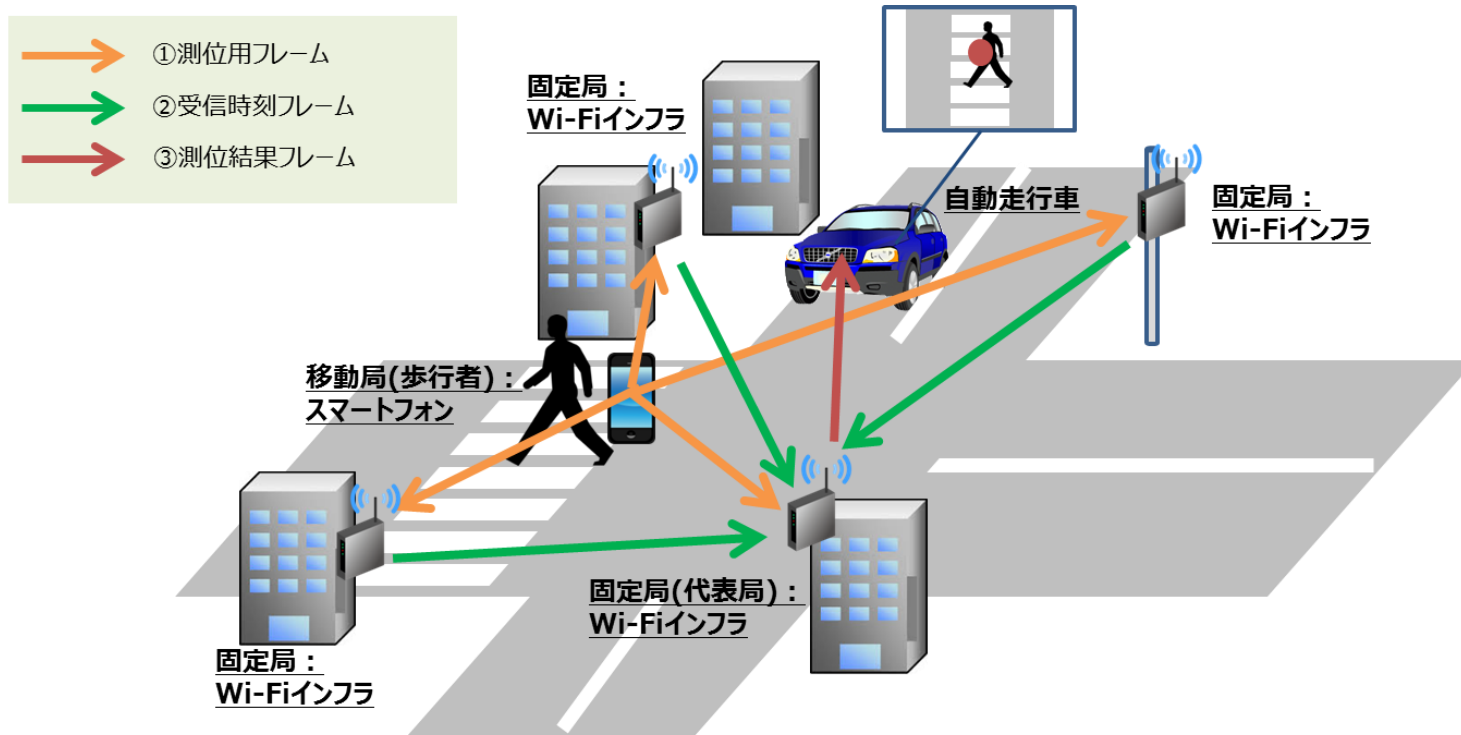 ①測位用フレーム
②受信時刻フレーム
③測位結果フレーム
固定局：
Wi-Fiインフラ
自動走行車
固定局：
Wi-Fiインフラ
移動局(歩行者)：
スマートフォン
固定局(代表局)：
Wi-Fiインフラ
固定局：
Wi-Fiインフラ